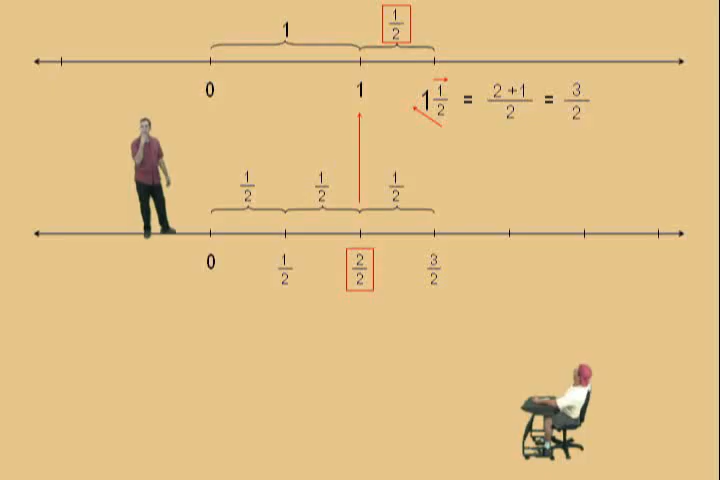 1 1/2
0 1 1 1/2 = 2 +1/2 = 3/2
1/2 1/2 1/2
0 1/2 2/2 3/2